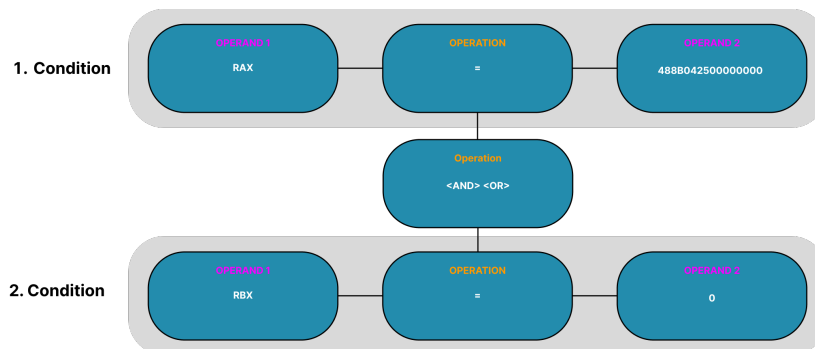 OPERAND 1
OPERATION
OPERAND 2
1. Condition
RAX
=
488B042500000000
Operation
<AND> <OR>
OPERAND 1
OPERATION
OPERAND 2
2. Condition
RBX
=
0